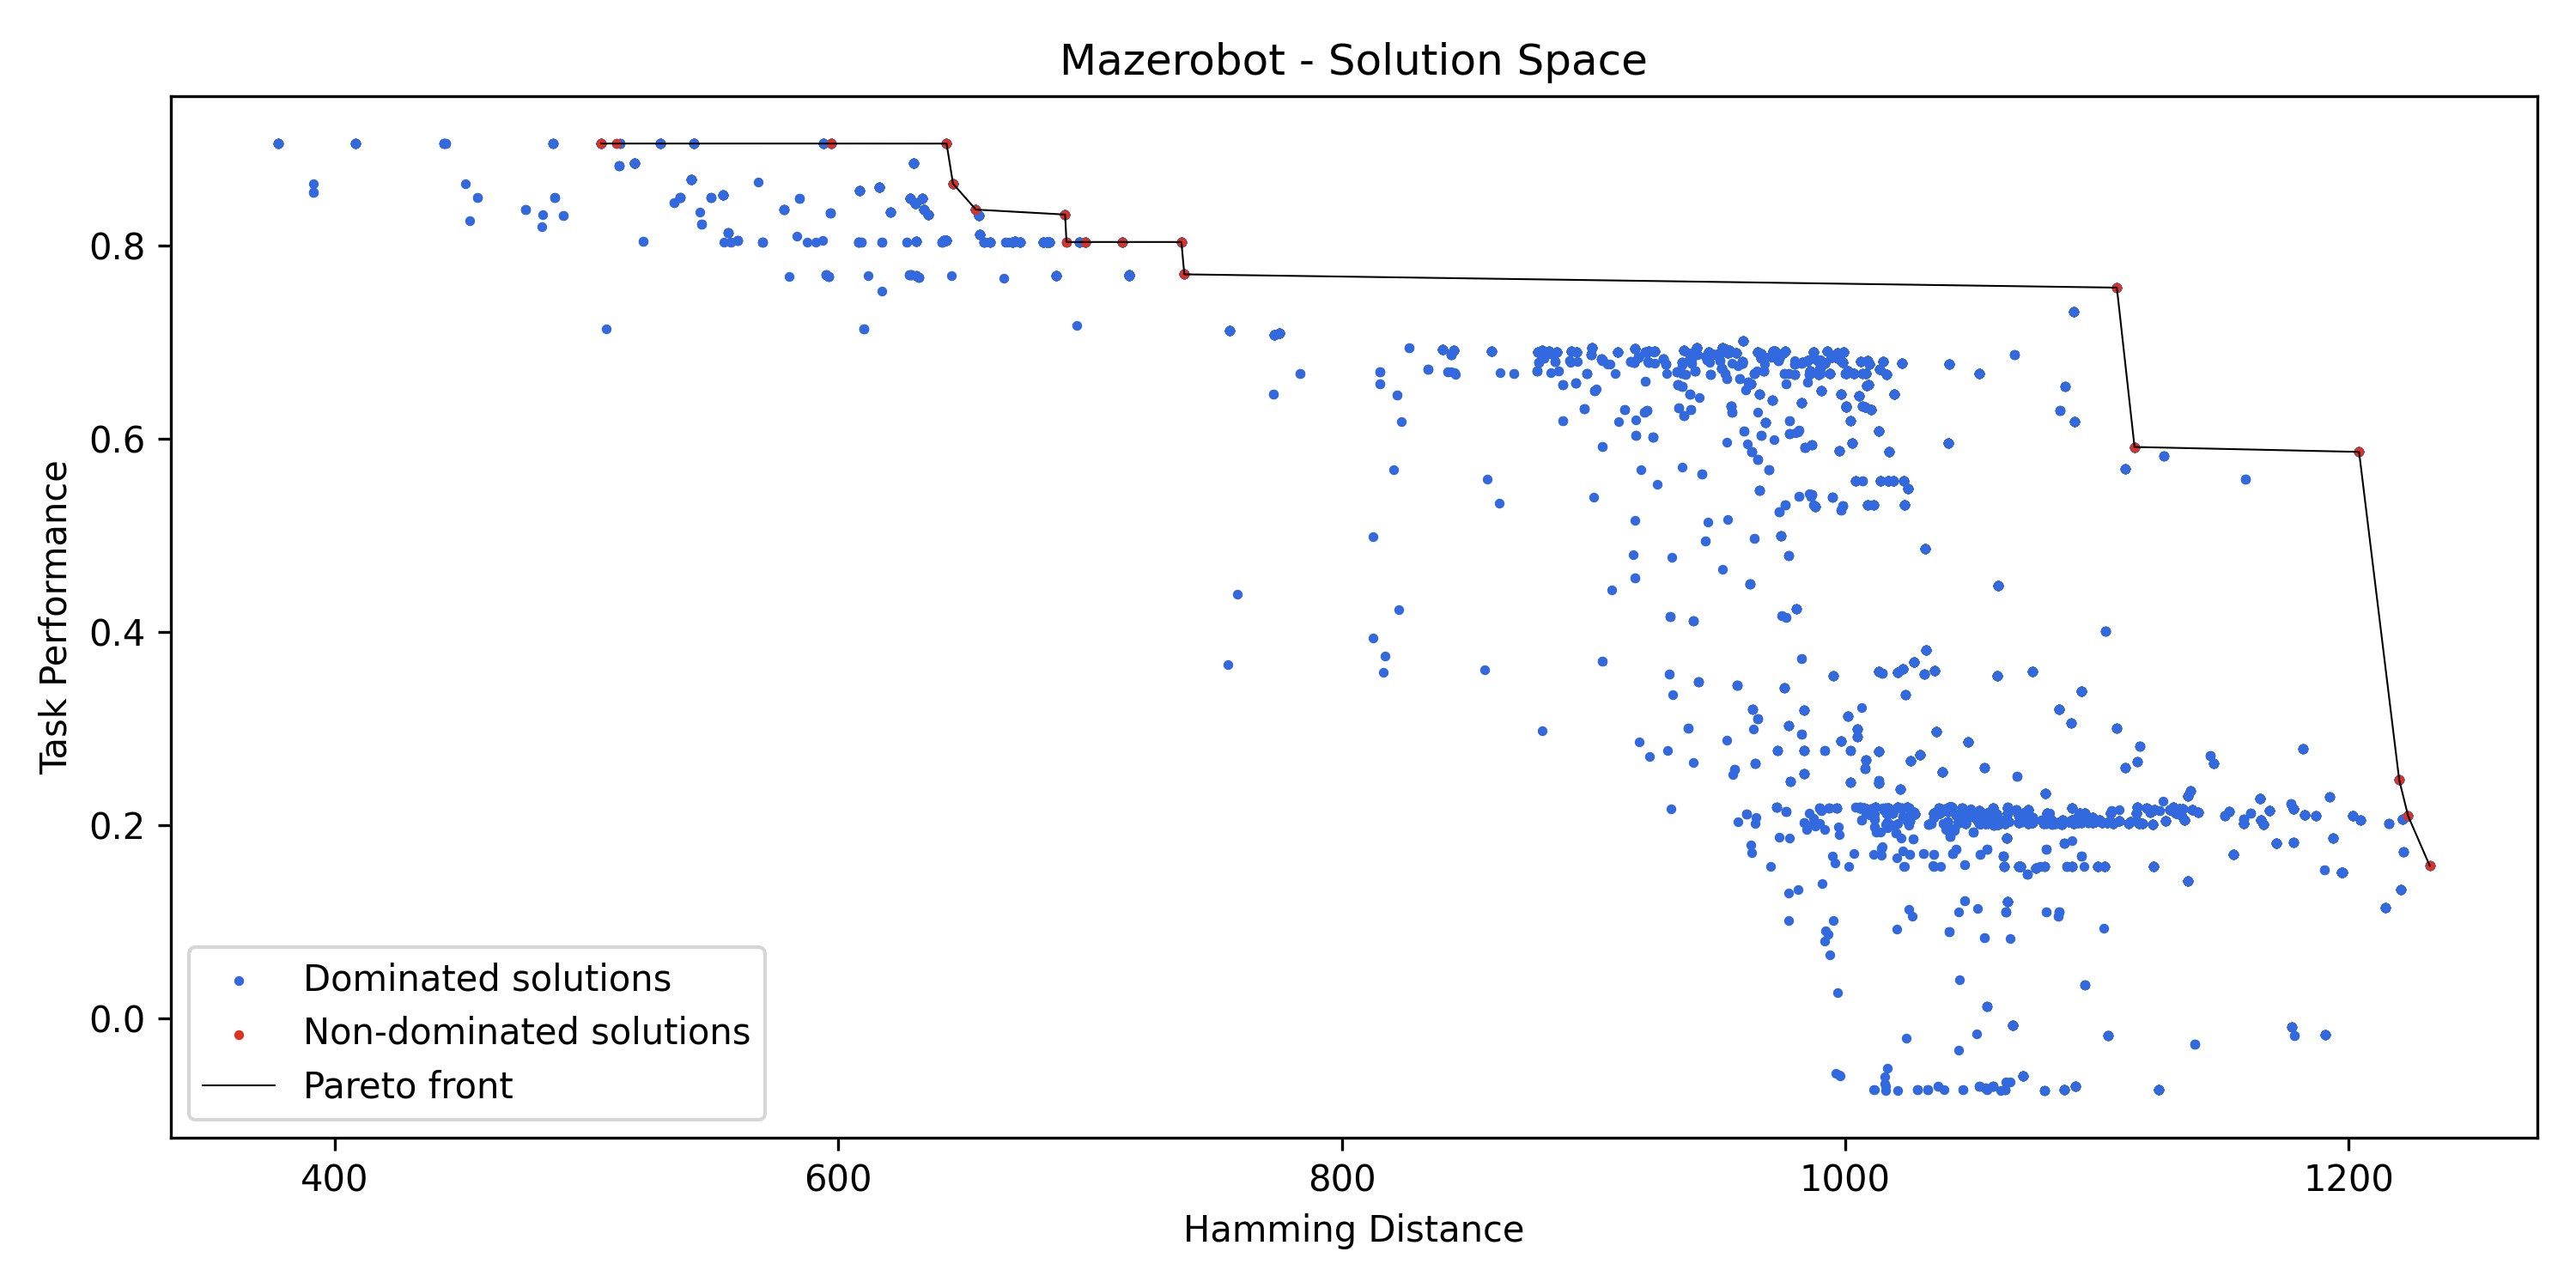 Mazerobot - Solution Space
Task Performance
0.8
0.6
0.4
0.2
0.0
Dominated solutions
Non-dominated solutions
Pareto front
400 600 800 1000 1200
Hamming Distance